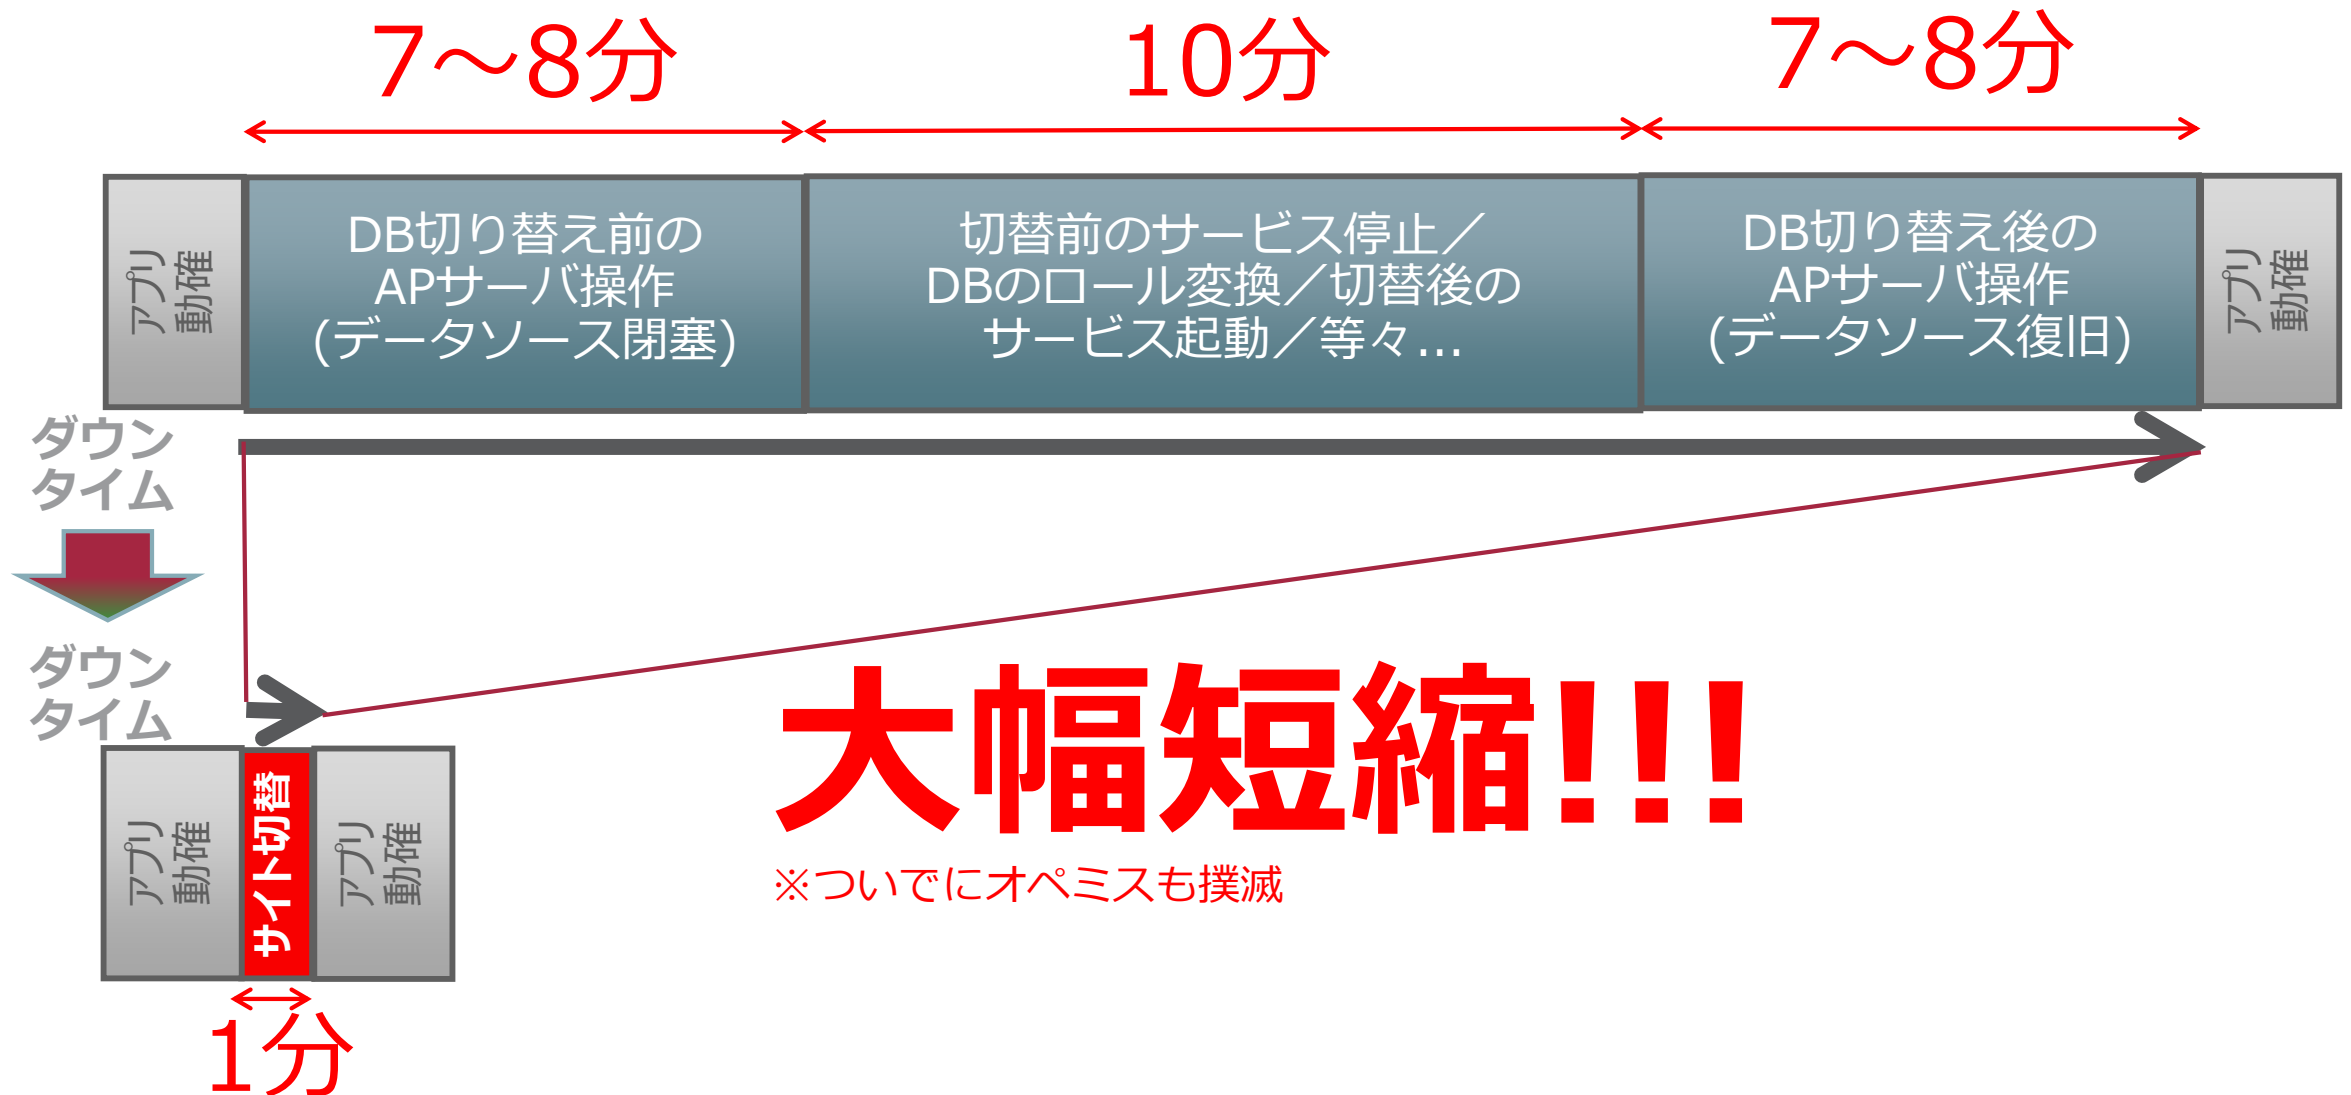 7～8分
10分
7～8分
アプリ
動確
DB切り替え前の
APサーバ操作
(データソース閉塞)
切替前のサービス停止／
DBのロール変換／切替後の
サービス起動／等々...
DB切り替え後の
APサーバ操作
(データソース復旧)
アプリ
動確
ダウン
タイム
ダウン
タイム
アプリ
動確
サイト切替
アプリ
動確
1分
大幅短縮!!!
※ついでにオペミスも撲滅